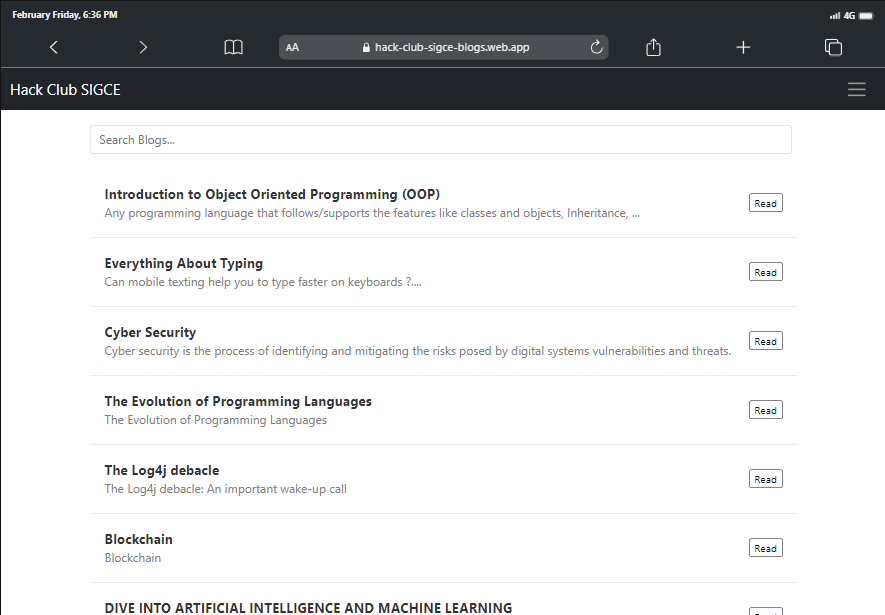 February Friday, 6:36 PM
4G
AA
hack-club-sigce-blogs.web.app
Hack Club SIGCE
Search Blogs...
Introduction to Object Oriented Programming (OOP)
Any programming language that follows/supports the features like classes and objects, Inheritance, ...
Read
Everything About Typing
Can mobile texting help you to type faster on keyboards ?....
Read
Cyber Security
Cyber security is the process of identifying and mitigating the risks posed by digital systems vulnerabilities and threats.
Read
The Evolution of Programming Languages
The Evolution of Programming Languages
Read
The Log4j debacle
The Log4j debacle: An important wake-up call
Read
Blockchain
Blockchain
Read
DIVE INTO ARTIFICIAL INTELLIGENCE AND MACHINE LEARNING